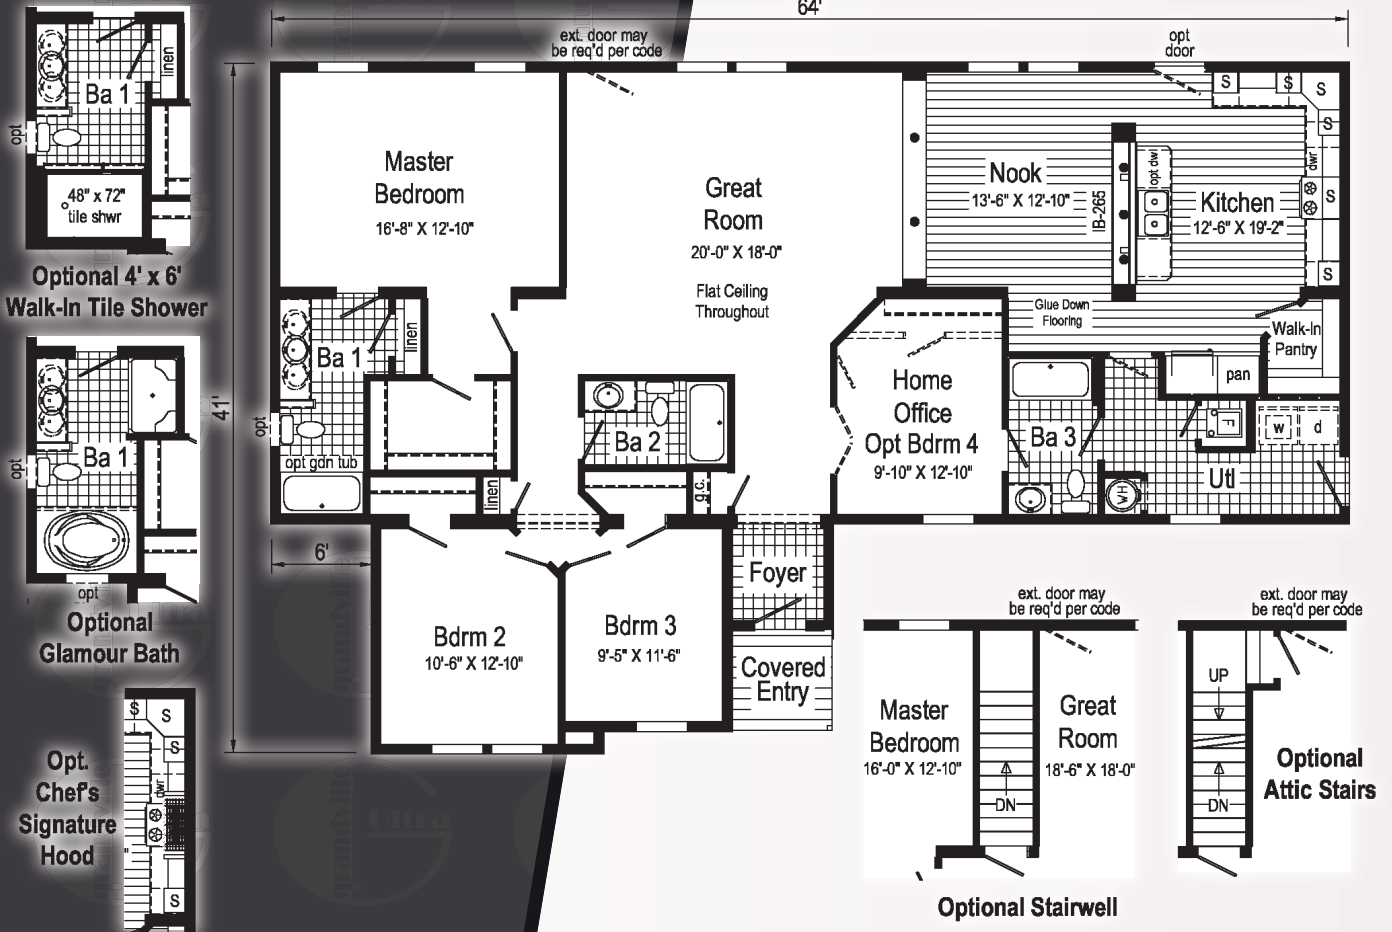 64'
ext. door may
be req'd per code
opt
door
Ba 1
linen
opt
48" x 72"
tile shwr
Optional 4' x 6'
Walk-In Tile Shower
Ba 1
opt
opt
Optional
Glamour Bath
S
S
S
dwr
S
Opt.
Chef's
Signature
Hood
41'
6'
Master
Bedroom
16'-8" X 12'-10"
Great
Room
20'-0" X 18'-0"
Flat Ceiling
Throughout
Nook
13'-6" X 12'-10"
IB-265
opt dw
Kitchen
12'-6" X 19'-2"
S
S
S
S
dwr
S
S
Glue Down
Flooring
Walk-In
Pantry
pan
Ba 1
linen
opt
opt gdn tub
linen
Ba 2
g.c.
Home
Office
Opt Bdrm 4
9'-10" X 12'-10"
Ba 3
WH
F
w
d
Utl
Foyer
Covered
Entry
Bdrm 2
10'-6" X 12'-10"
Bdrm 3
9'-5" X 11'-6"
ext. door may
be req'd per code
Master
Bedroom
16'-0" X 12'-10"
DN
Great
Room
18'-6" X 18'-0"
Optional Stairwell
ext. door may
be req'd per code
UP
DN
Optional
Attic Stairs
Grandville
Ultra